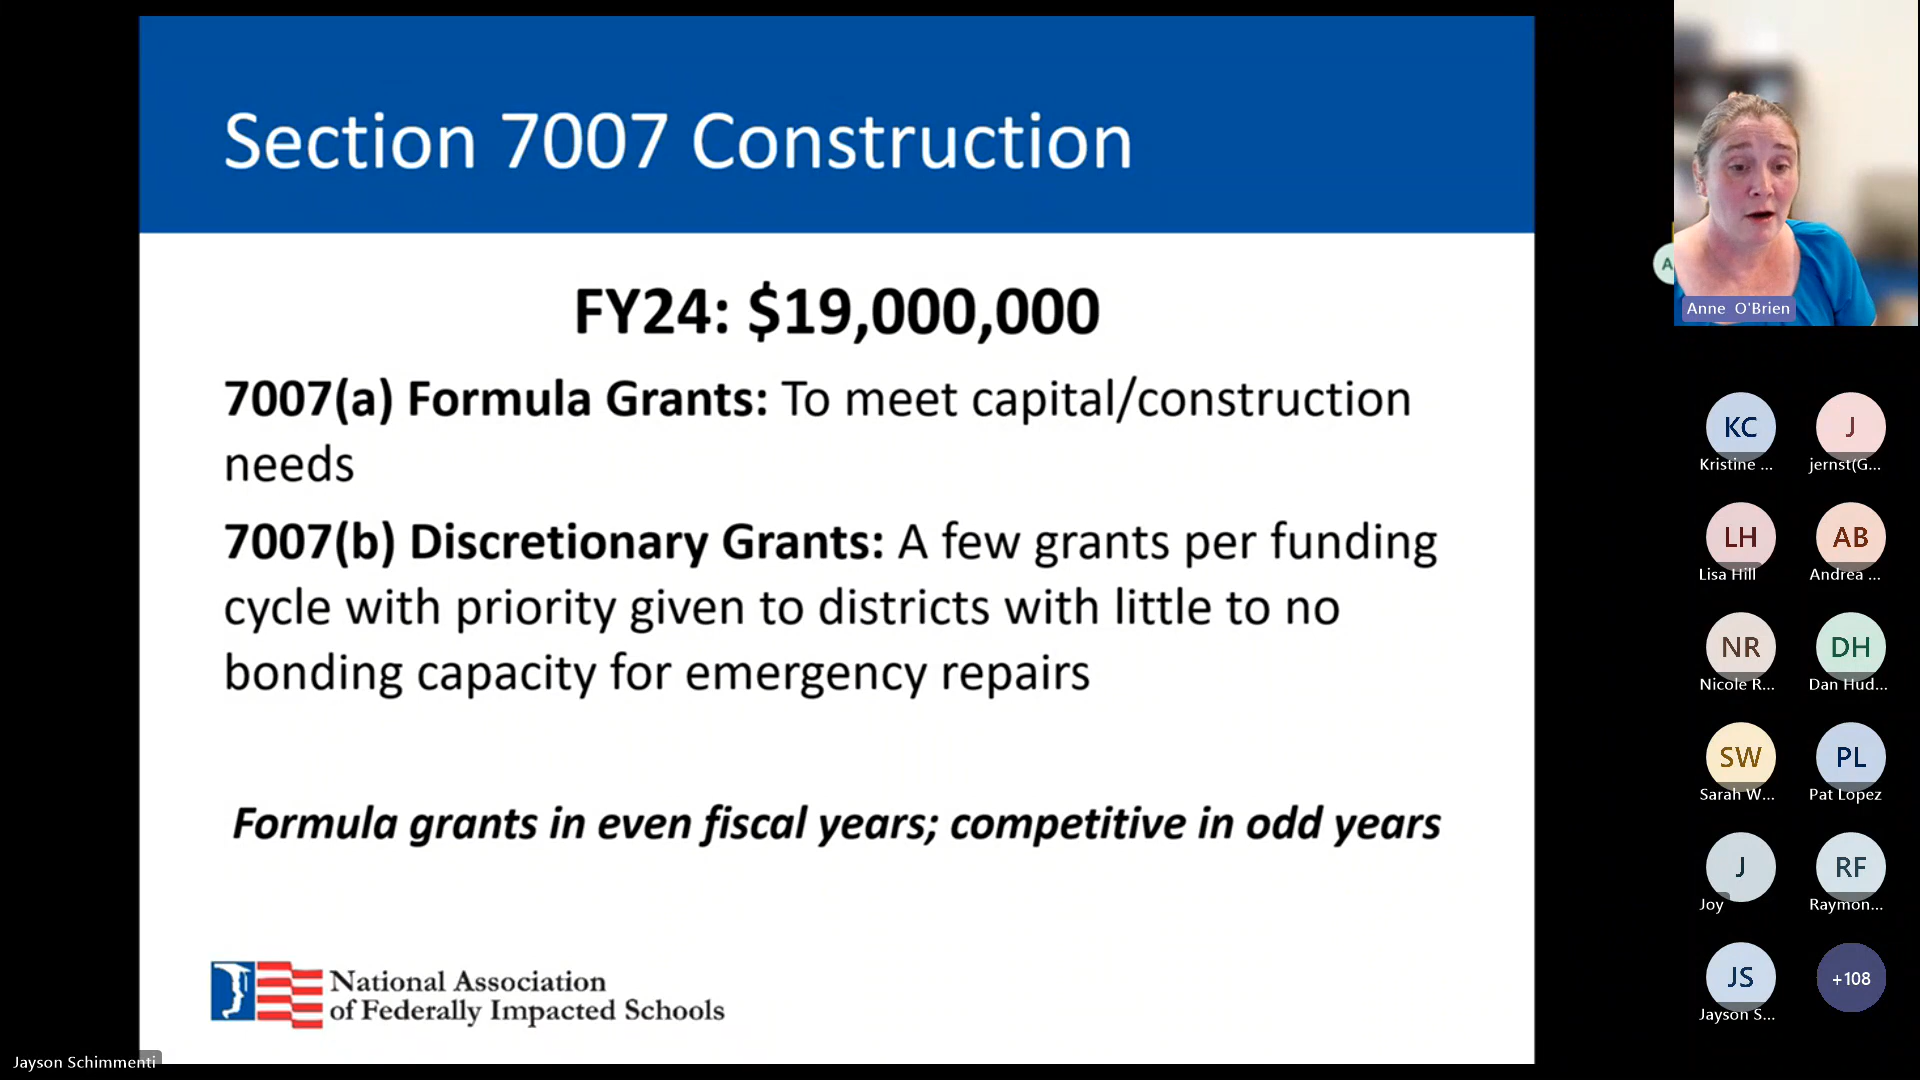 Section 7007 Construction
FY24: $19,000,000
7007(a) Formula Grants: To meet capital/construction
needs
7007(b) Discretionary Grants: A few grants per funding
cycle with priority given to districts with little to no
bonding capacity for emergency repairs
Formula grants in even fiscal years; competitive in odd years
National Association
of Federally Impacted Schools
Jayson Schimmenti
A
Anne O'Brien
KC
Kristine ...
J
jernst(G...
LH
Lisa Hill
AB
Andrea ...
NR
Nicole R...
DH
Dan Hud...
SW
Sarah W...
PL
Pat Lopez
J
Joy
RF
Raymon...
JS
Jayson S...
+108